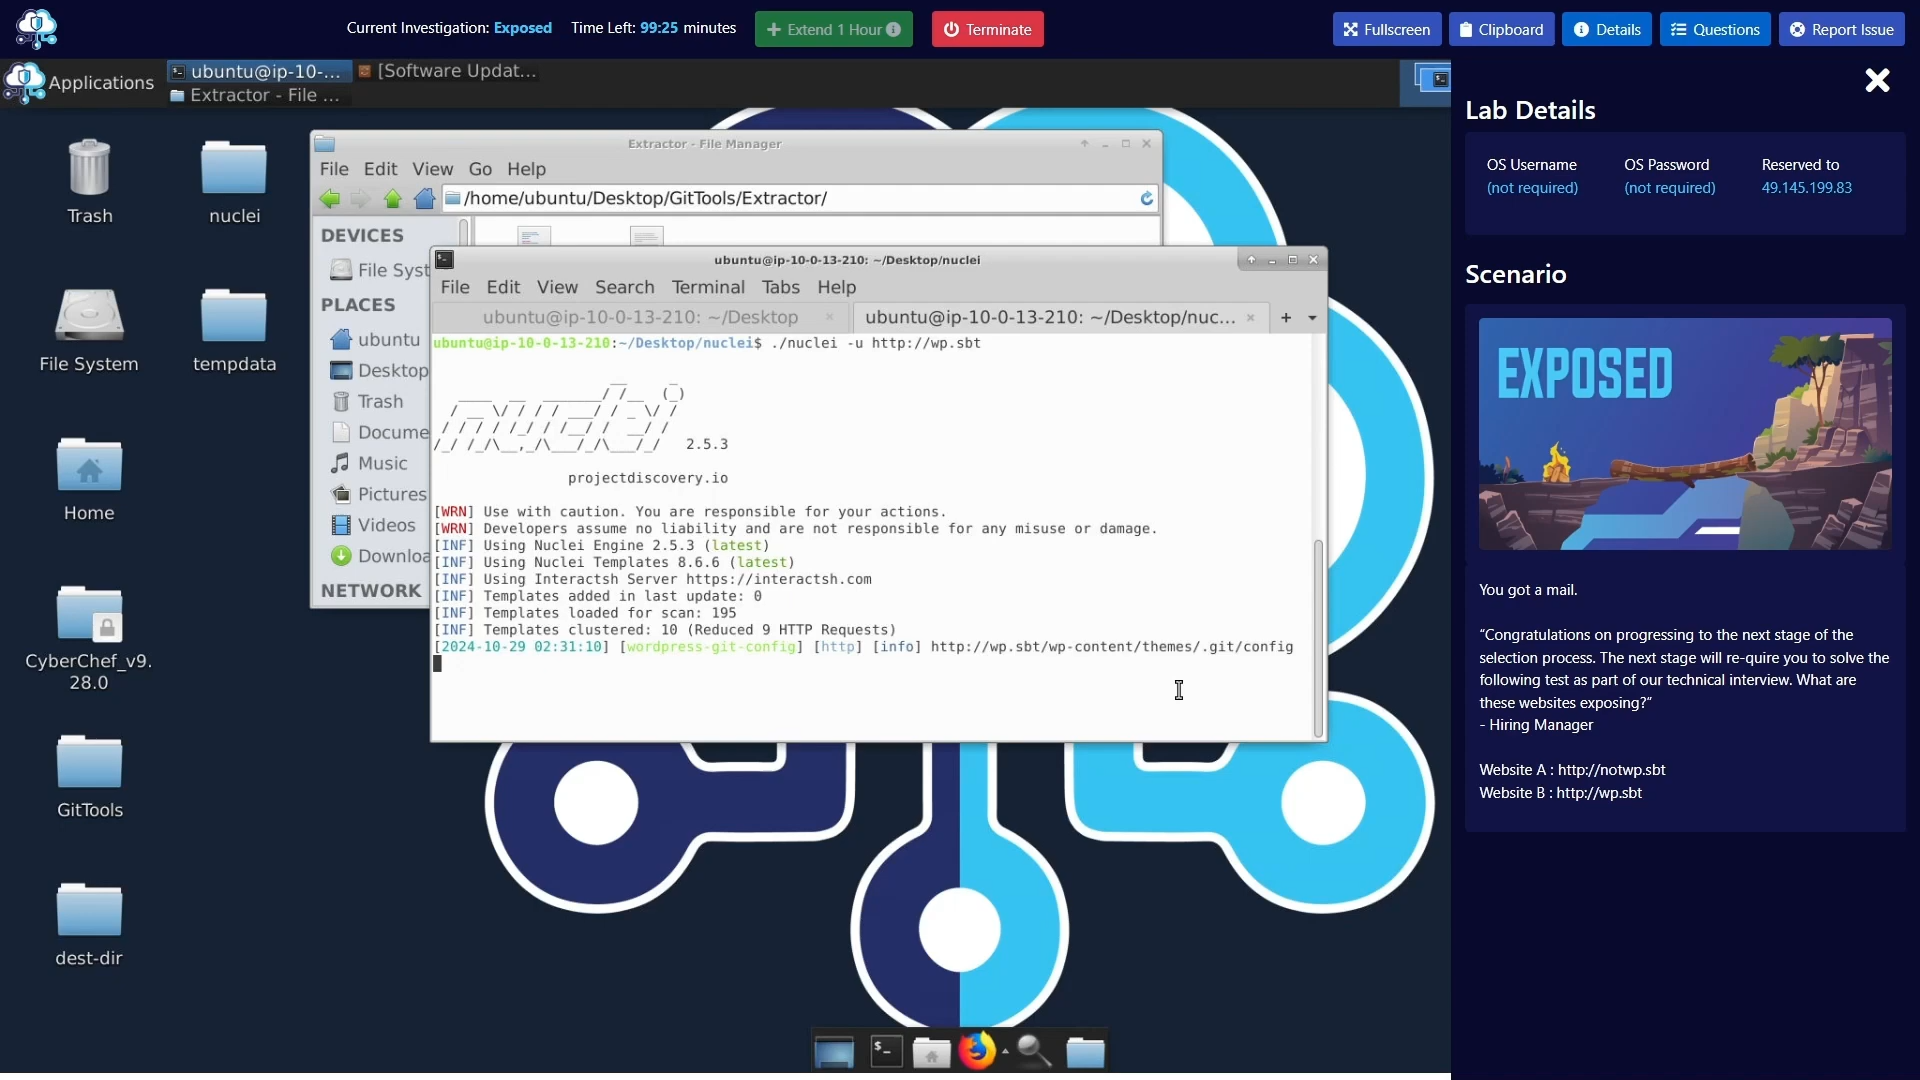 Current Investigation: Exposed
Time Left: 99:25 minutes
Extend 1 Hour
Terminate
Fullscreen
Clipboard
Details
Questions
Report Issue
Applications
ubuntu@ip-10-...
[Software Updat...
Extractor - File ...
Trash
nuclei
File System
tempdata
Home
CyberChef_v9.
28.0
GitTools
dest-dir
Extractor - File Manager
File Edit View Go Help
/home/ubuntu/Desktop/GitTools/Extractor/
DEVICES
File Syst
PLACES
ubuntu
Desktop
Trash
Docume
Music
Pictures
Videos
Downloa
NETWORK
ubuntu@ip-10-0-13-210: ~/Desktop/nuclei
File Edit View Search Terminal Tabs Help
ubuntu@ip-10-0-13-210: ~/Desktop
ubuntu@ip-10-0-13-210: ~/Desktop/nuc...
ubuntu@ip-10-0-13-210:~/Desktop/nuclei$ ./nuclei -u http://wp.sbt
2.5.3
projectdiscovery.io
[WRN] Use with caution. You are responsible for your actions.
[WRN] Developers assume no liability and are not responsible for any misuse or damage.
[INF] Using Nuclei Engine 2.5.3 (latest)
[INF] Using Nuclei Templates 8.6.6 (latest)
[INF] Using Interactsh Server https://interactsh.com
[INF] Templates added in last update: 0
[INF] Templates loaded for scan: 195
[INF] Templates clustered: 10 (Reduced 9 HTTP Requests)
[2024-10-29 02:31:10] [wordpress-git-config] [http] [info] http://wp.sbt/wp-content/themes/.git/config
Lab Details
OS Username
(not required)
OS Password
(not required)
Reserved to
49.145.199.83
Scenario
EXPOSED
You got a mail.
“Congratulations on progressing to the next stage of the
selection process. The next stage will re-quire you to solve the
following test as part of our technical interview. What are
these websites exposing?”
- Hiring Manager
Website A : http://notwp.sbt
Website B : http://wp.sbt